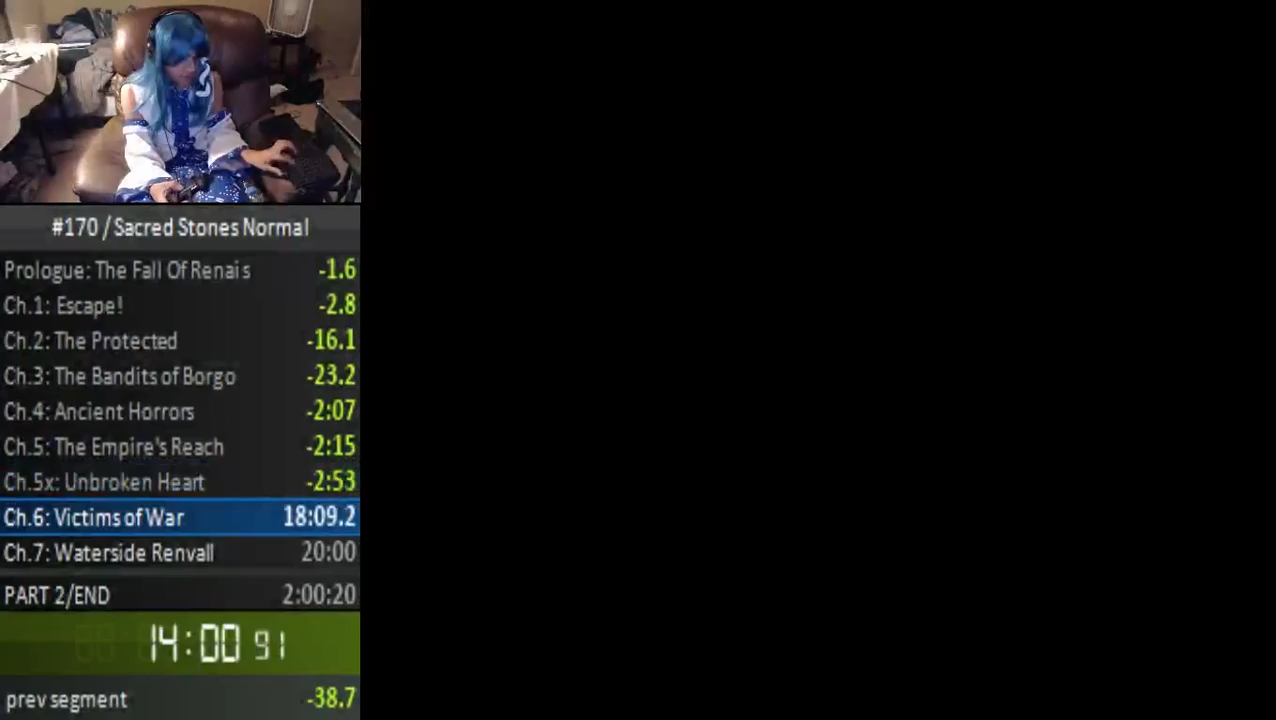 #170 / Sacred Stones Normal
Prologue: The Fall Of Renais -1.6
Ch.1: Escape! -2.8
Ch.2: The Protected -16.1
Ch.3: The Bandits of Borgo -23.2
Ch.4: Ancient Horrors -2:07
Ch.5: The Empire's Reach -2:15
Ch.5x: Unbroken Heart -2:53
Ch.6: Victims of War 18:09.2
Ch.7: Waterside Renvall 20:00
PART 2/END 2:00:20
14:00 91
prev segment -38.7